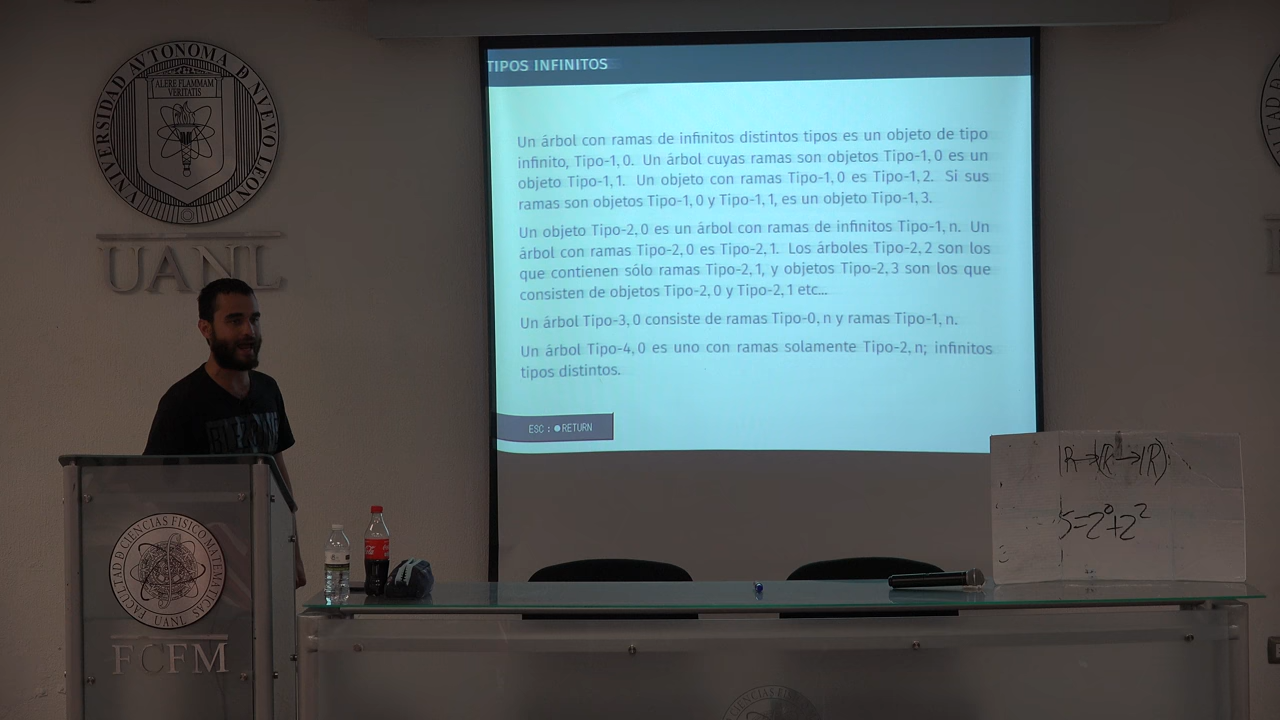 UNIVERSIDAD AVTONOMA D NVEVO LEON
ALERE FLAMMAM
VERITATIS
UANL
TIPOS INFINITOS
Un árbol con ramas de infinitos distintos tipos es un objeto de tipo
infinito, Tipo-1, 0. Un árbol cuyas ramas son objetos Tipo-1, 0 es un
objeto Tipo-1, 1. Un objeto con ramas Tipo-1, 0 es Tipo-1, 2. Si sus
ramas son objetos Tipo-1, 0 y Tipo-1, 1, es un objeto Tipo-1, 3.
Un objeto Tipo-2, 0 es un árbol con ramas de infinitos Tipo-1, n. Un
árbol con ramas Tipo-2, 0 es Tipo-2, 1. Los árboles Tipo-2, 2 son los
que contienen sólo ramas Tipo-2, 1, y objetos Tipo-2, 3 son los que
consisten de objetos Tipo-2, 0 y Tipo-2, 1 etc...
Un árbol Tipo-3, 0 consiste de ramas Tipo-0, n y ramas Tipo-1, n.
Un árbol Tipo-4, 0 es uno con ramas solamente Tipo-2, n; infinitos
tipos distintos.
ESC : ●RETURN
ℝ→(ℝ→ℝ)
5=2⁰+2²
FACULTAD D CIENCIAS FISICO MATEMATICAS
UANL
FCFM